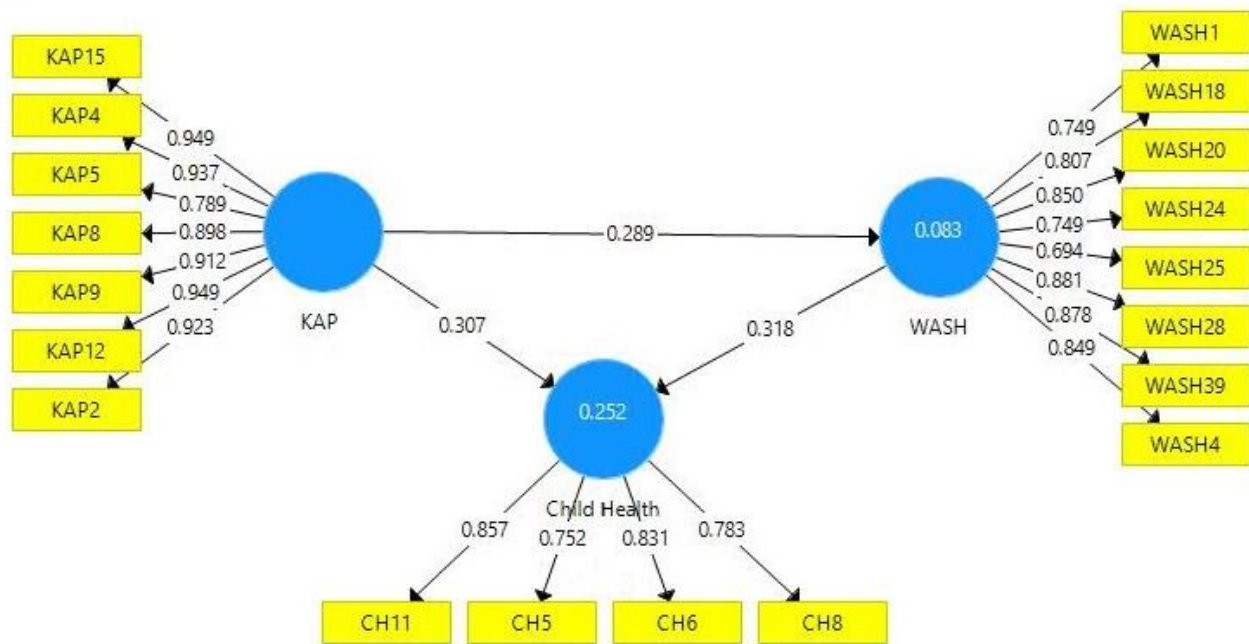 KAP15
KAP4
KAP5
KAP8
KAP9
KAP12
KAP2
0.949
0.937
0.789
0.898
0.912
0.949
0.923
KAP
0.289
0.307
0.318
0.083
WASH
0.749
0.807
0.850
0.749
0.694
0.881
0.878
0.849
WASH1
WASH18
WASH20
WASH24
WASH25
WASH28
WASH39
WASH4
0.252
Child Health
0.857
0.752
0.831
0.783
CH11
CH5
CH6
CH8